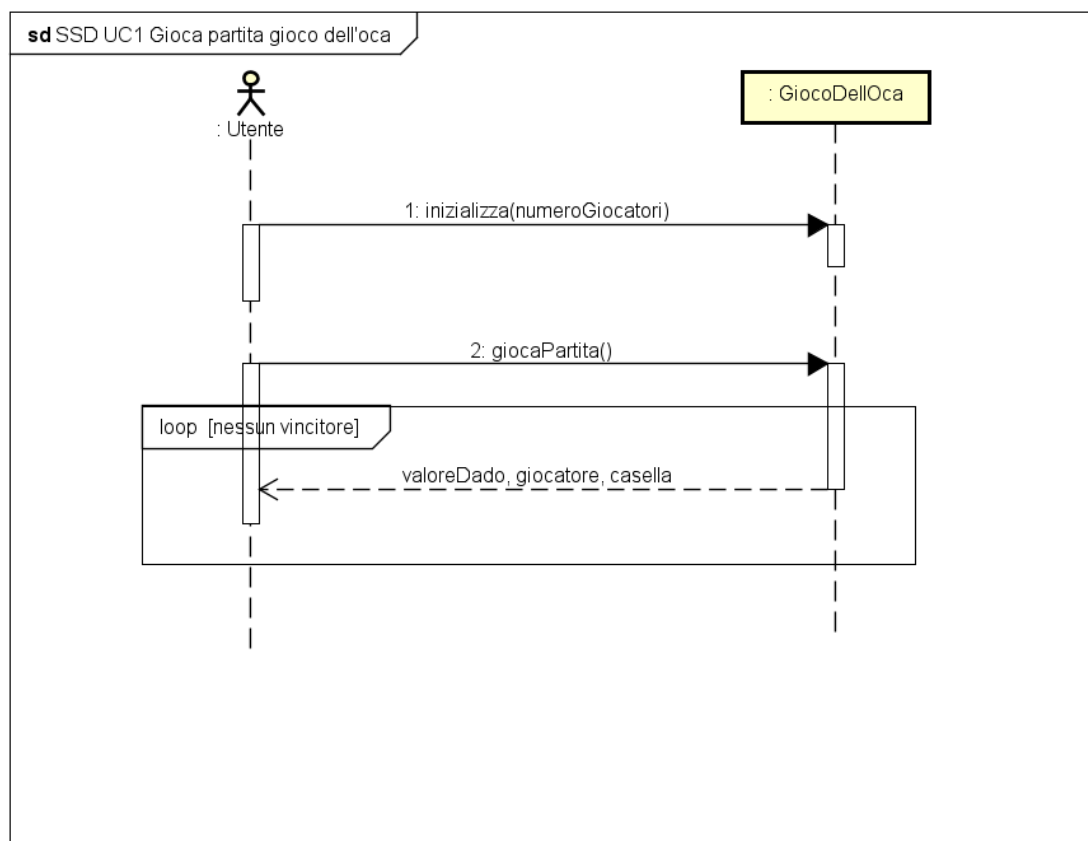 sd SSD UC1 Gioca partita gioco dell'oca
: Utente
: GiocoDellOca
1: inizializza(numeroGiocatori)
2: giocaPartita()
loop [nessun vincitore]
valoreDado, giocatore, casella